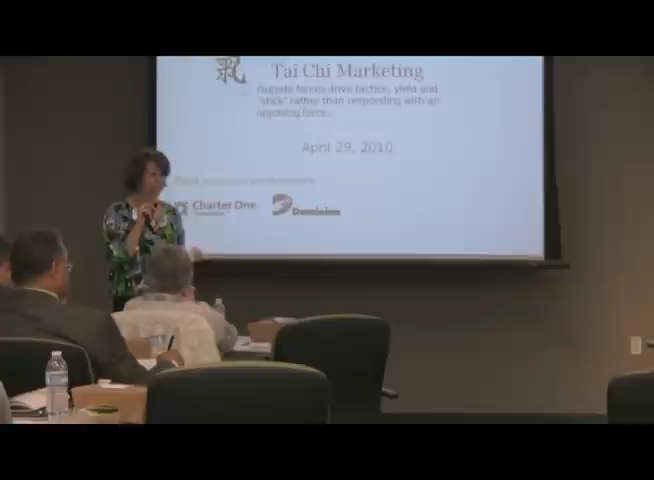 氣
Tai Chi Marketing
Outside forces drive tactics, yield and
"stick" rather than responding with an
opposing force.
April 29, 2010
Charter One
Dominion